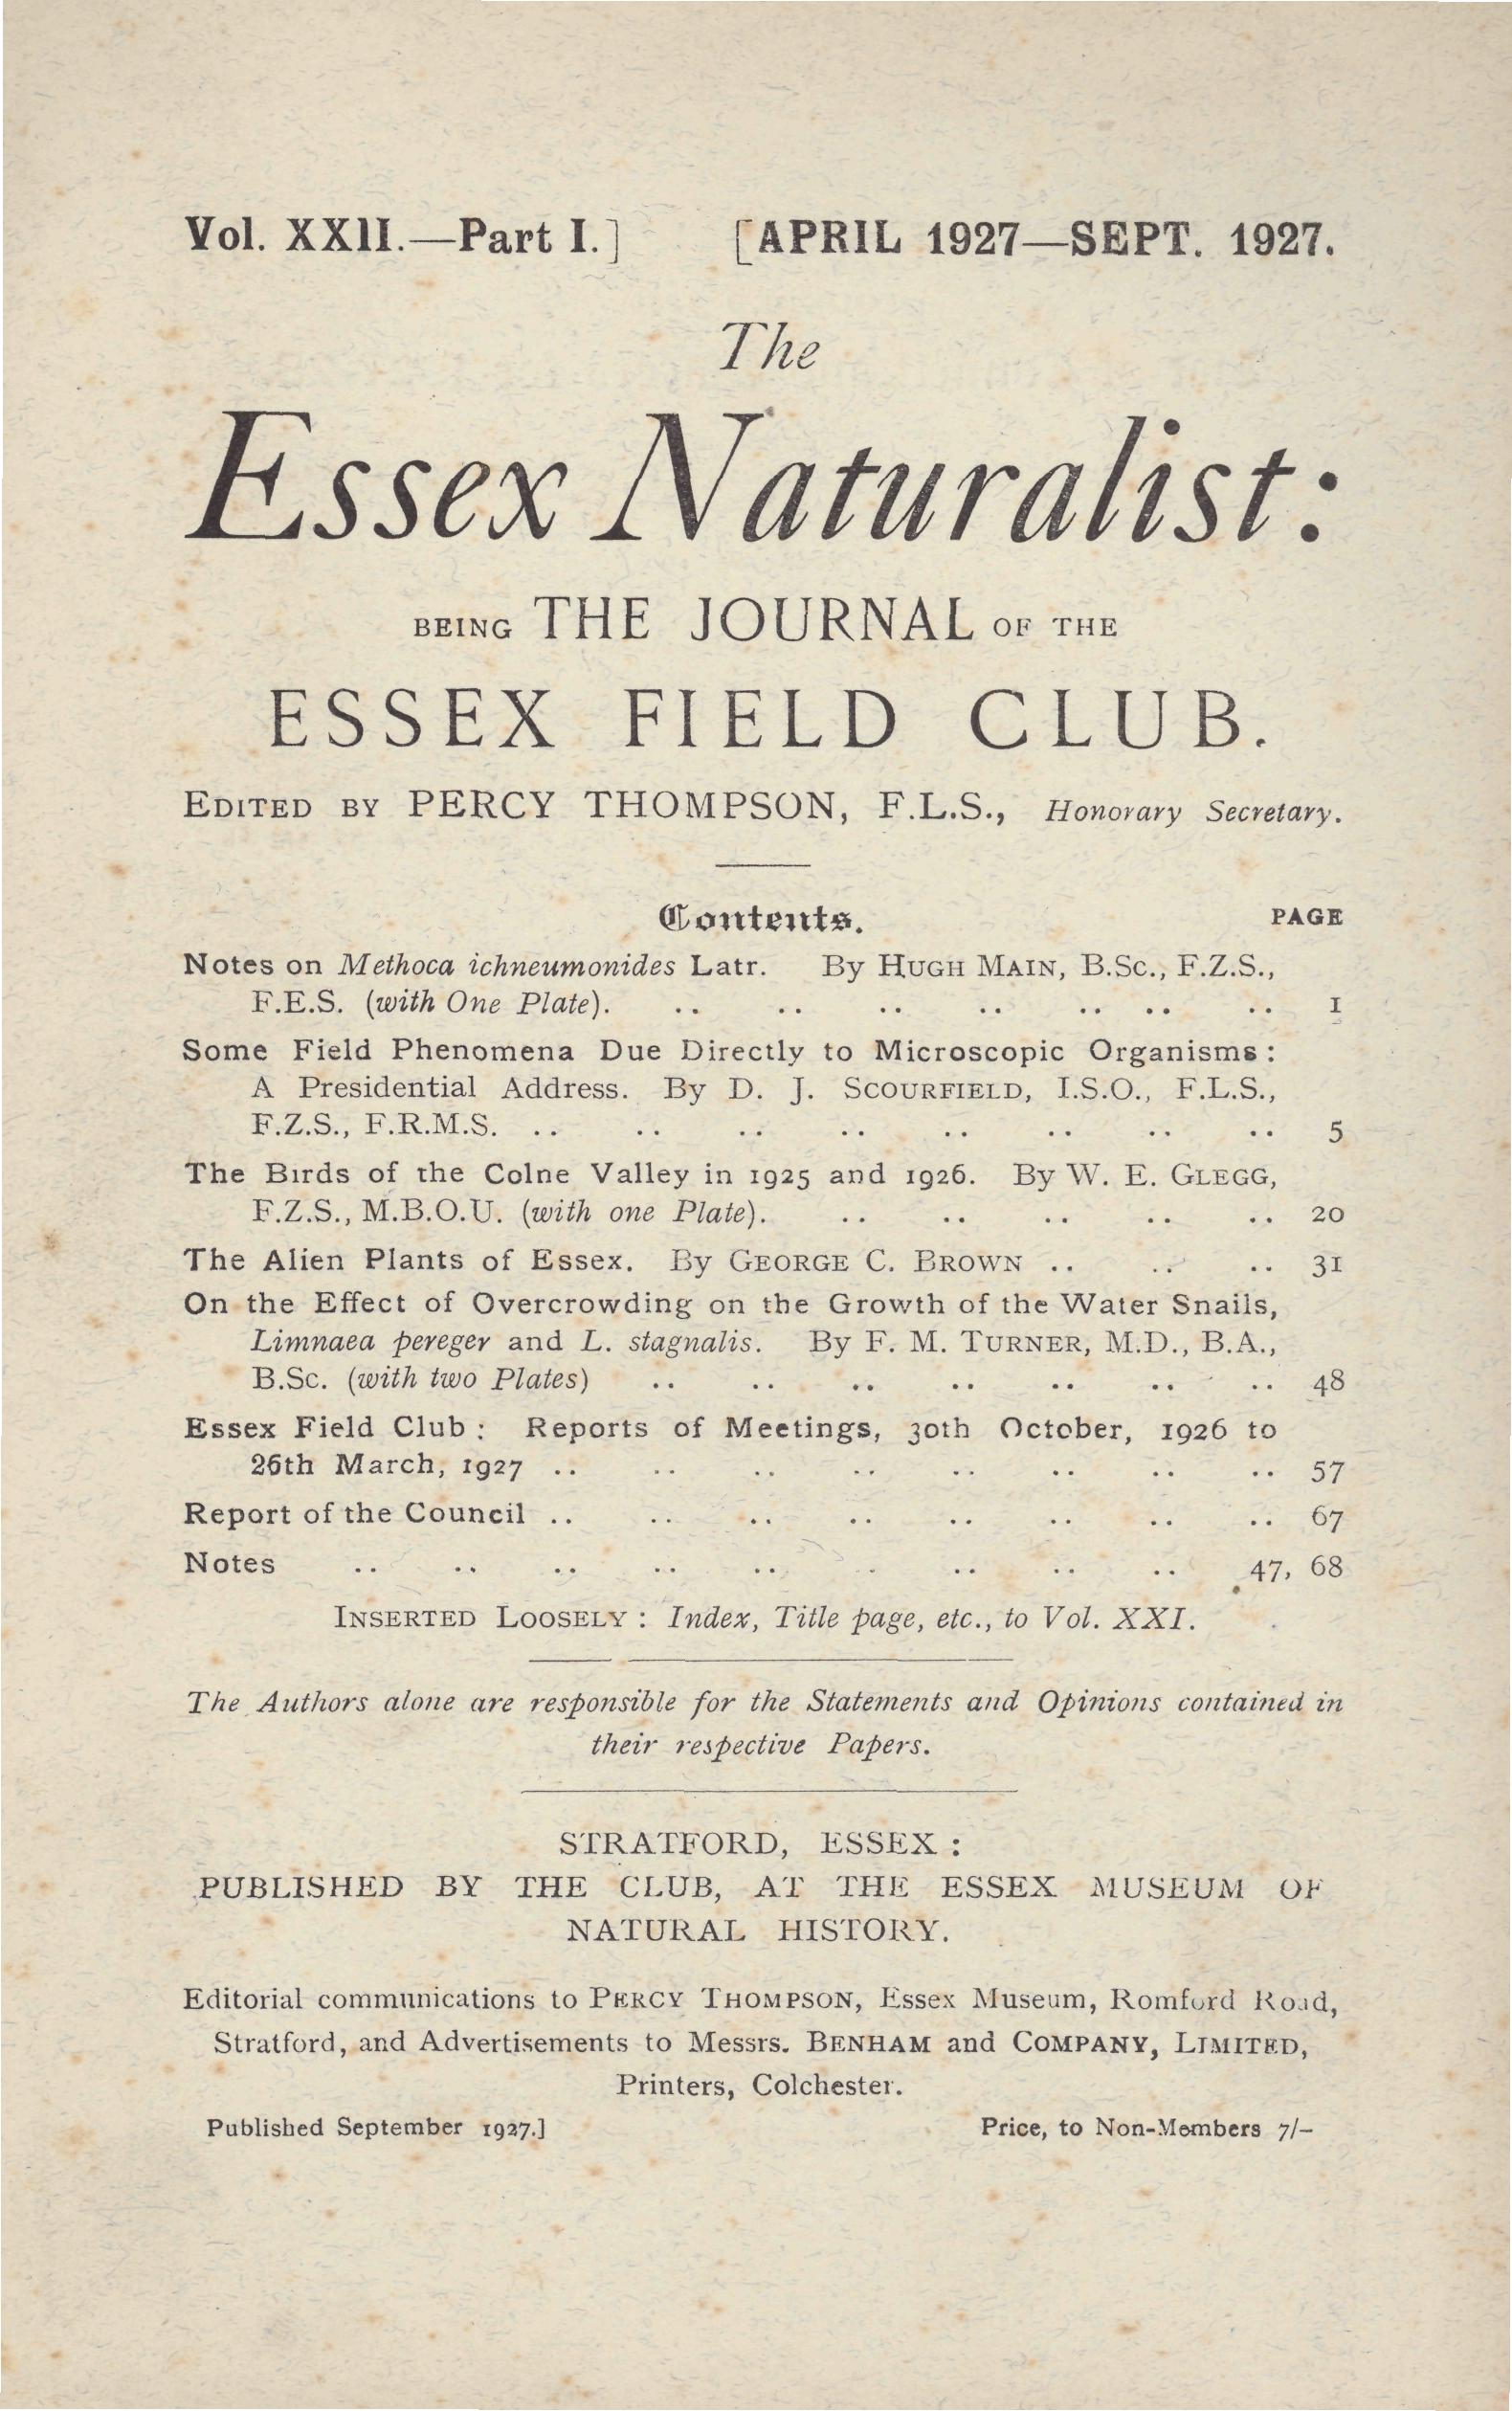 Vol. XXII.—Part I.] [APRIL 1927—SEPT. 1927.
The
Essex Naturalist:
BEING THE JOURNAL OF THE
ESSEX FIELD CLUB.
EDITED BY PERCY THOMPSON, F.L.S., Honorary Secretary.
Contents. PAGE
Notes on Methoca ichneumonides Latr. By HUGH MAIN, B.Sc., F.Z.S.,
F.E.S. (with One Plate). .. .. .. .. .. .. .. 1
Some Field Phenomena Due Directly to Microscopic Organisms:
A Presidential Address. By D. J. SCOURFIELD, I.S.O., F.L.S.,
F.Z.S., F.R.M.S. .. .. .. .. .. .. .. .. 5
The Birds of the Colne Valley in 1925 and 1926. By W. E. GLEGG,
F.Z.S., M.B.O.U. (with one Plate). .. .. .. .. .. 20
The Alien Plants of Essex. By GEORGE C. BROWN .. .. .. 31
On the Effect of Overcrowding on the Growth of the Water Snails,
Limnaea pereger and L. stagnalis. By F. M. TURNER, M.D., B.A.,
B.Sc. (with two Plates) .. .. .. .. .. .. .. 48
Essex Field Club: Reports of Meetings, 30th October, 1926 to
26th March, 1927 .. .. .. .. .. .. .. .. 57
Report of the Council .. .. .. .. .. .. .. .. 67
Notes .. .. .. .. .. .. .. .. .. 47, 68
INSERTED LOOSELY: Index, Title page, etc., to Vol. XXI.
The Authors alone are responsible for the Statements and Opinions contained in
their respective Papers.
STRATFORD, ESSEX:
PUBLISHED BY THE CLUB, AT THE ESSEX MUSEUM OF
NATURAL HISTORY.
Editorial communications to PERCY THOMPSON, Essex Museum, Romford Road,
Stratford, and Advertisements to Messrs. BENHAM and COMPANY, LIMITED,
Printers, Colchester.
Published September 1927.] Price, to Non-Members 7/-